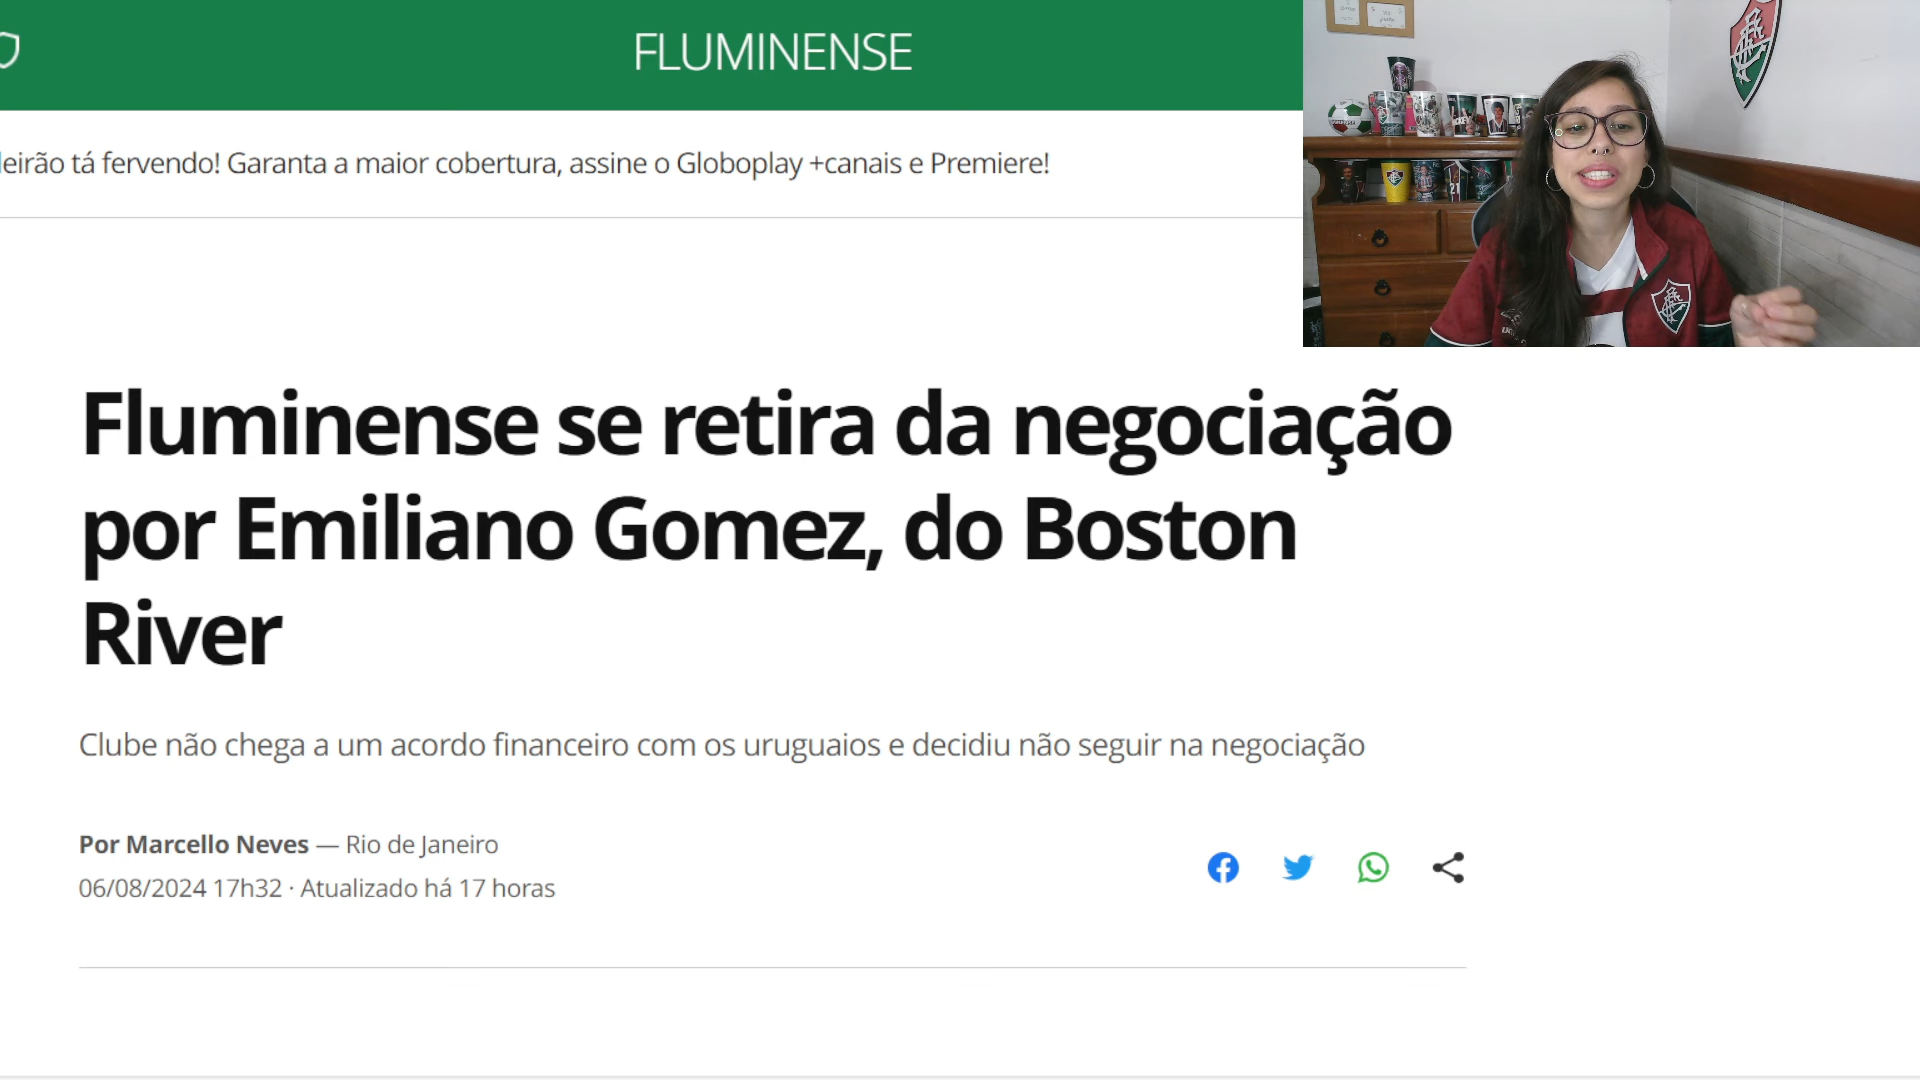 FLUMINENSE
leirão tá fervendo! Garanta a maior cobertura, assine o Globoplay +canais e Premiere!
Fluminense se retira da negociação
por Emiliano Gomez, do Boston
River
Clube não chega a um acordo financeiro com os uruguaios e decidiu não seguir na negociação
Por Marcello Neves — Rio de Janeiro
06/08/2024 17h32 · Atualizado há 17 horas